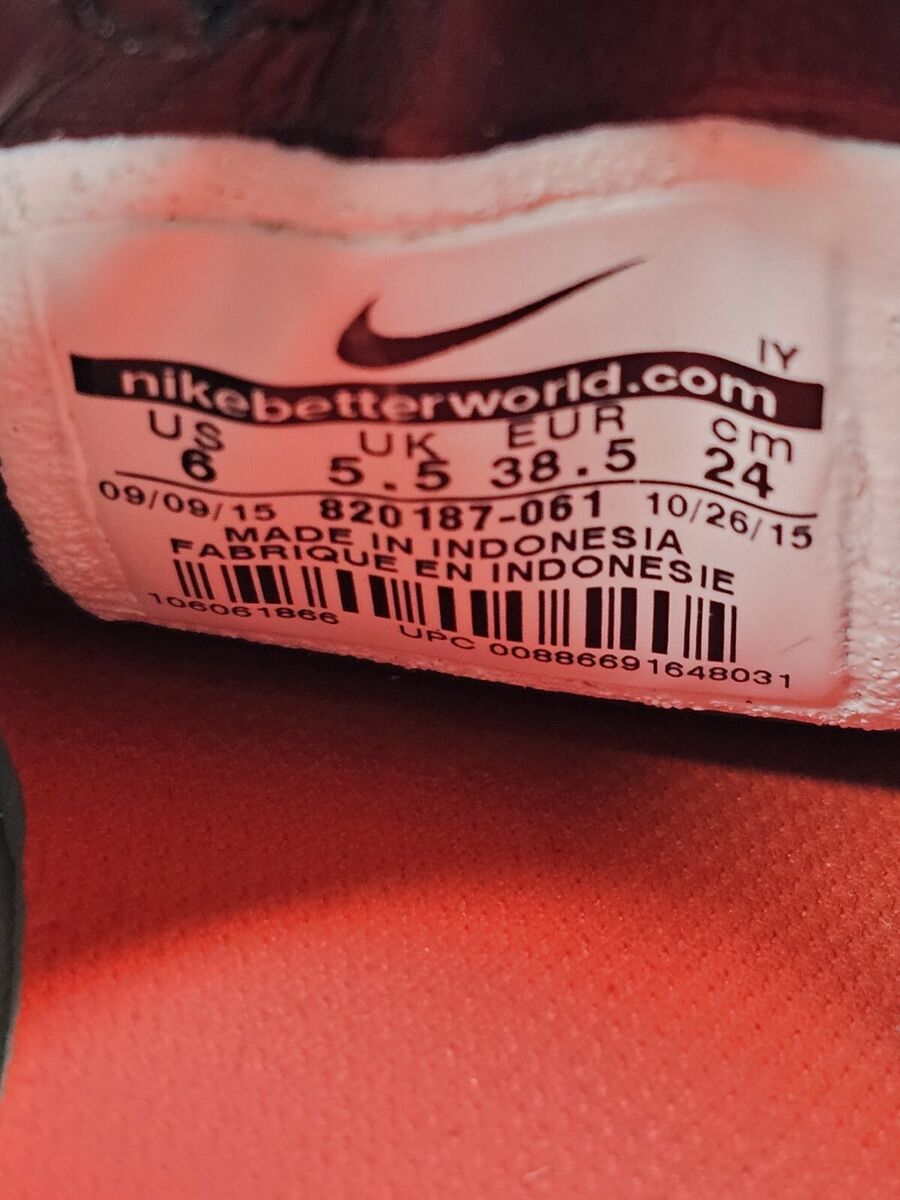 IY
nikebetterworld.com
US UK EUR cm
6 5.5 38.5 24
09/09/15 820187-061 10/26/15
MADE IN INDONESIA
FABRIQUE EN INDONESIE
106061866
UPC 00886691648031